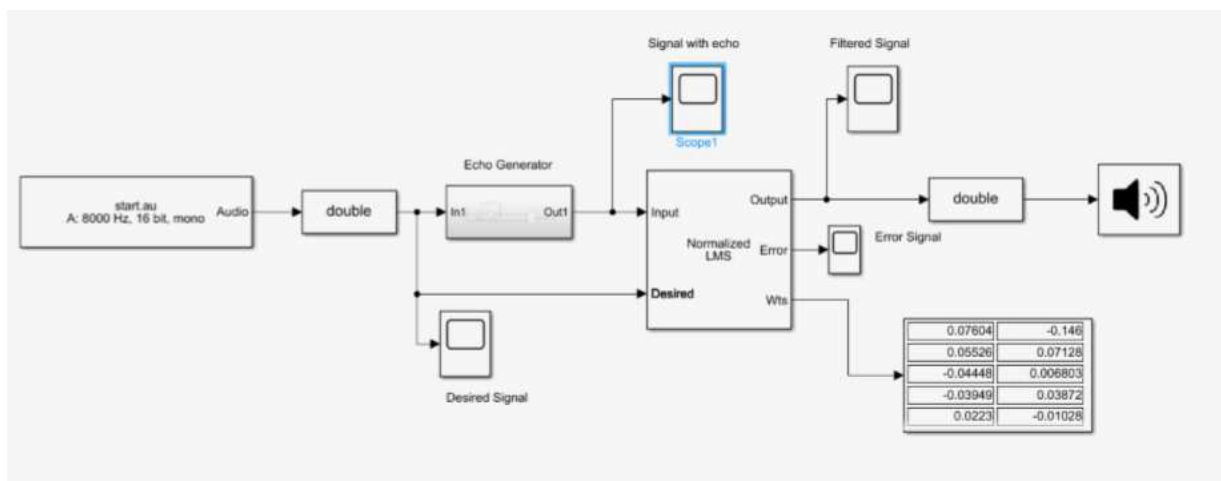 Signal with echo
Filtered Signal
Scope1
Echo Generator
start.au
A: 8000 Hz, 16 bit, mono
Audio
double
In1
Out1
Input
Output
Normalized
LMS
Error
Desired
Wts
double
Error Signal
Desired Signal
0.07604 -0.146
0.05526 0.07128
-0.04448 0.006803
-0.03949 0.03872
0.0223 -0.01028